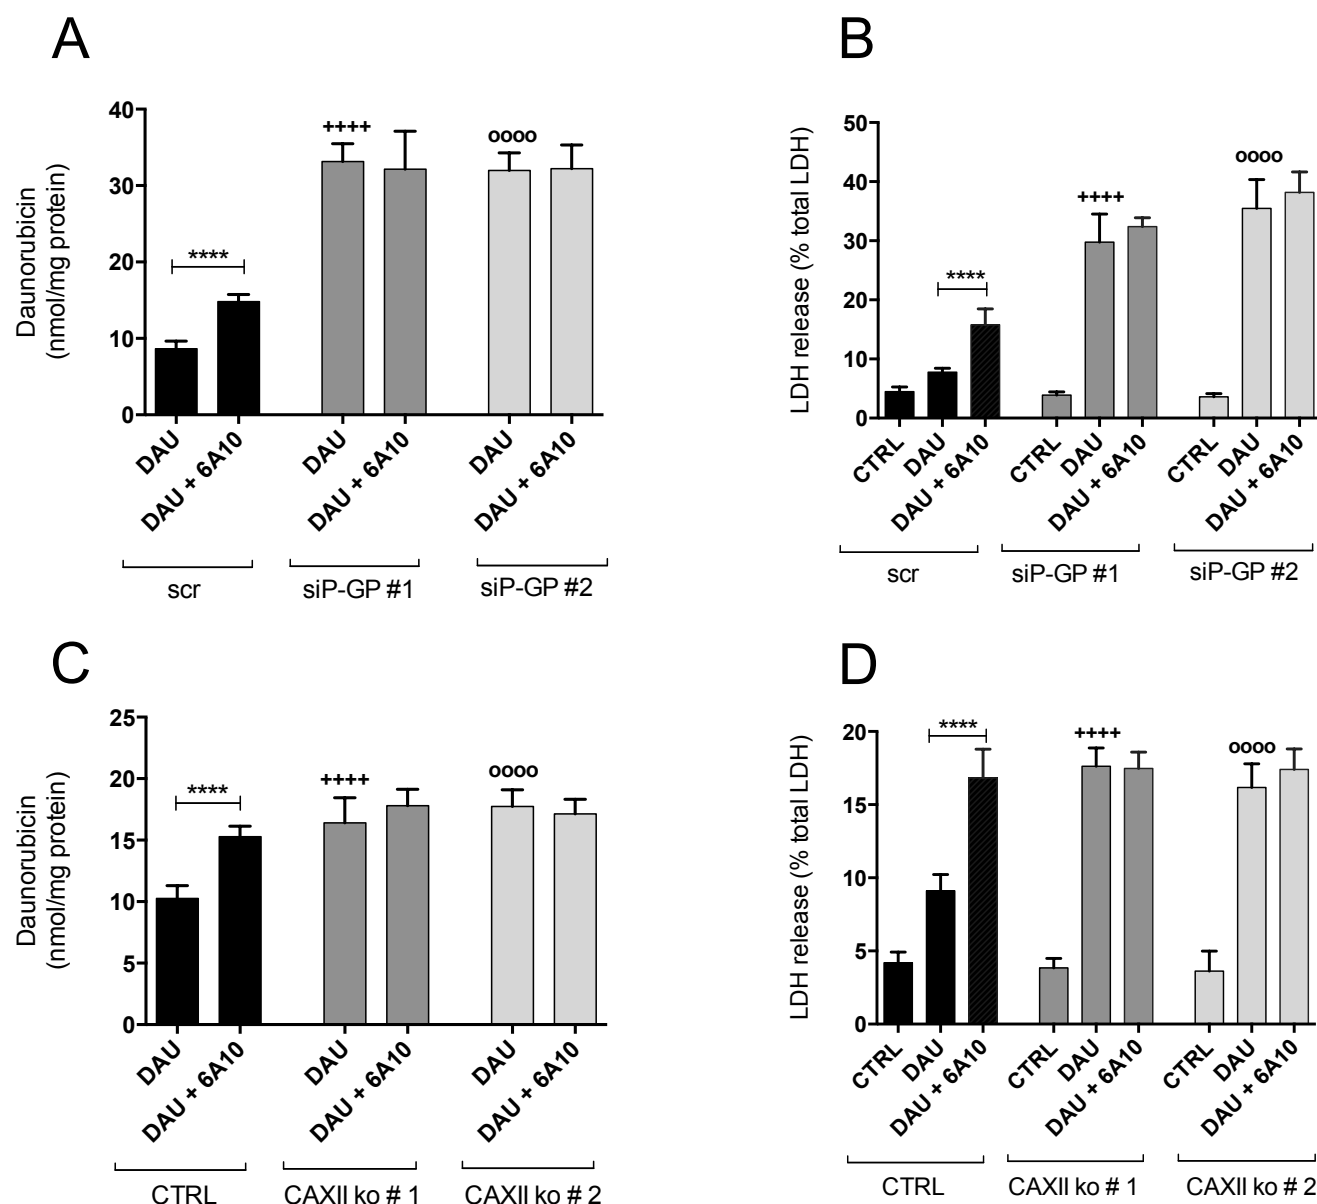 A
Daunorubicin
(nmol/mg protein)
40
30
20
10
0
****
++++
oooo
DAU
DAU + 6A10
DAU
DAU + 6A10
DAU
DAU + 6A10
scr
siP-GP #1
siP-GP #2
B
LDH release (% total LDH)
50
40
30
20
10
0
****
++++
oooo
CTRL
DAU
DAU + 6A10
CTRL
DAU
DAU + 6A10
CTRL
DAU
DAU + 6A10
scr
siP-GP #1
siP-GP #2
C
Daunorubicin
(nmol/mg protein)
25
20
15
10
5
0
****
++++
oooo
DAU
DAU + 6A10
DAU
DAU + 6A10
DAU
DAU + 6A10
CTRL
CAXII ko # 1
CAXII ko # 2
D
LDH release (% total LDH)
20
15
10
5
0
****
++++
oooo
CTRL
DAU
DAU + 6A10
CTRL
DAU
DAU + 6A10
CTRL
DAU
DAU + 6A10
CTRL
CAXII ko # 1
CAXII ko # 2